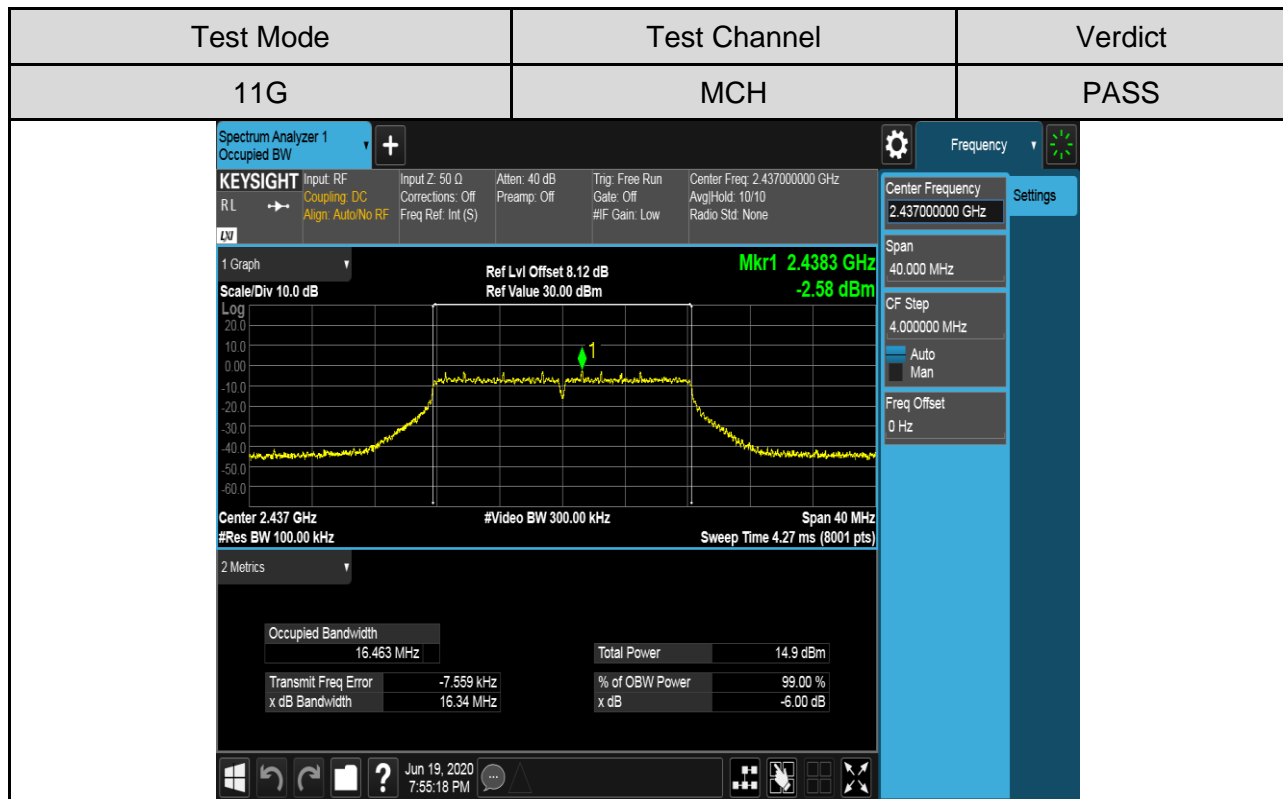 Test Mode Test Channel Verdict
11G MCH PASS
Spectrum Analyzer 1
Occupied BW
+
Frequency
KEYSIGHT
R L
LXI
Input: RF
Coupling: DC
Align: Auto/No RF
Input Z: 50 Ω
Corrections: Off
Freq Ref: Int (S)
Atten: 40 dB
Preamp: Off
Trig: Free Run
Gate: Off
#IF Gain: Low
Center Freq: 2.437000000 GHz
Avg|Hold: 10/10
Radio Std: None
Center Frequency
2.437000000 GHz
Settings
Span
40.000 MHz
CF Step
4.000000 MHz
Auto
Man
Freq Offset
0 Hz
1 Graph
Scale/Div 10.0 dB
Ref Lvl Offset 8.12 dB
Ref Value 30.00 dBm
Mkr1 2.4383 GHz
-2.58 dBm
Log
20.0
10.0
0.00
-10.0
-20.0
-30.0
-40.0
-50.0
-60.0
1
Center 2.437 GHz #Video BW 300.00 kHz Span 40 MHz
#Res BW 100.00 kHz Sweep Time 4.27 ms (8001 pts)
2 Metrics
Occupied Bandwidth
16.463 MHz
Total Power 14.9 dBm
Transmit Freq Error -7.559 kHz % of OBW Power 99.00 %
x dB Bandwidth 16.34 MHz x dB -6.00 dB
?
Jun 19, 2020
7:55:18 PM